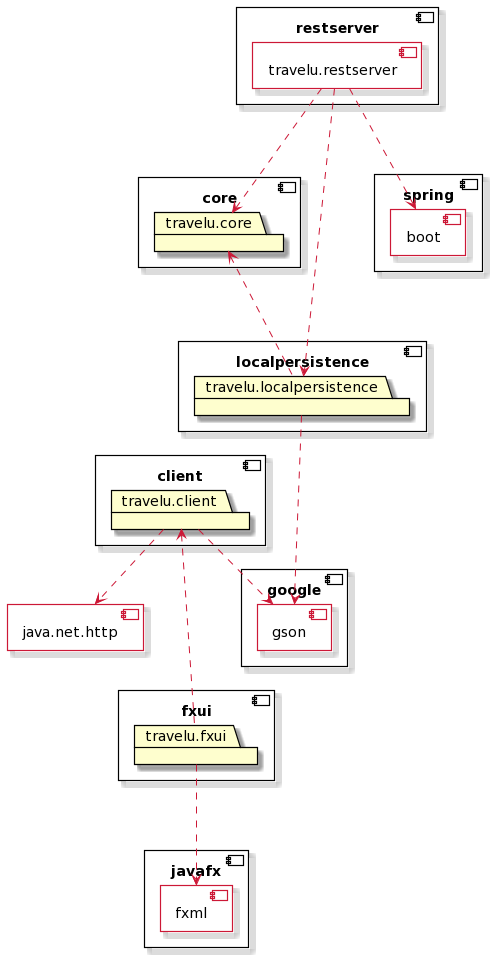 restserver
travelu.restserver
core
travelu.core
spring
boot
localpersistence
travelu.localpersistence
client
travelu.client
google
gson
java.net.http
fxui
travelu.fxui
javafx
fxml